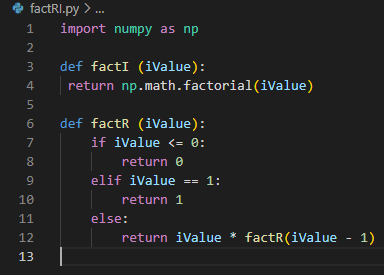 factRI.py > ...
1 import numpy as np
2
3 def factI (iValue):
4  return np.math.factorial(iValue)
5
6 def factR (iValue):
7     if iValue <= 0:
8         return 0
9     elif iValue == 1:
10         return 1
11     else:
12         return iValue * factR(iValue - 1)
13